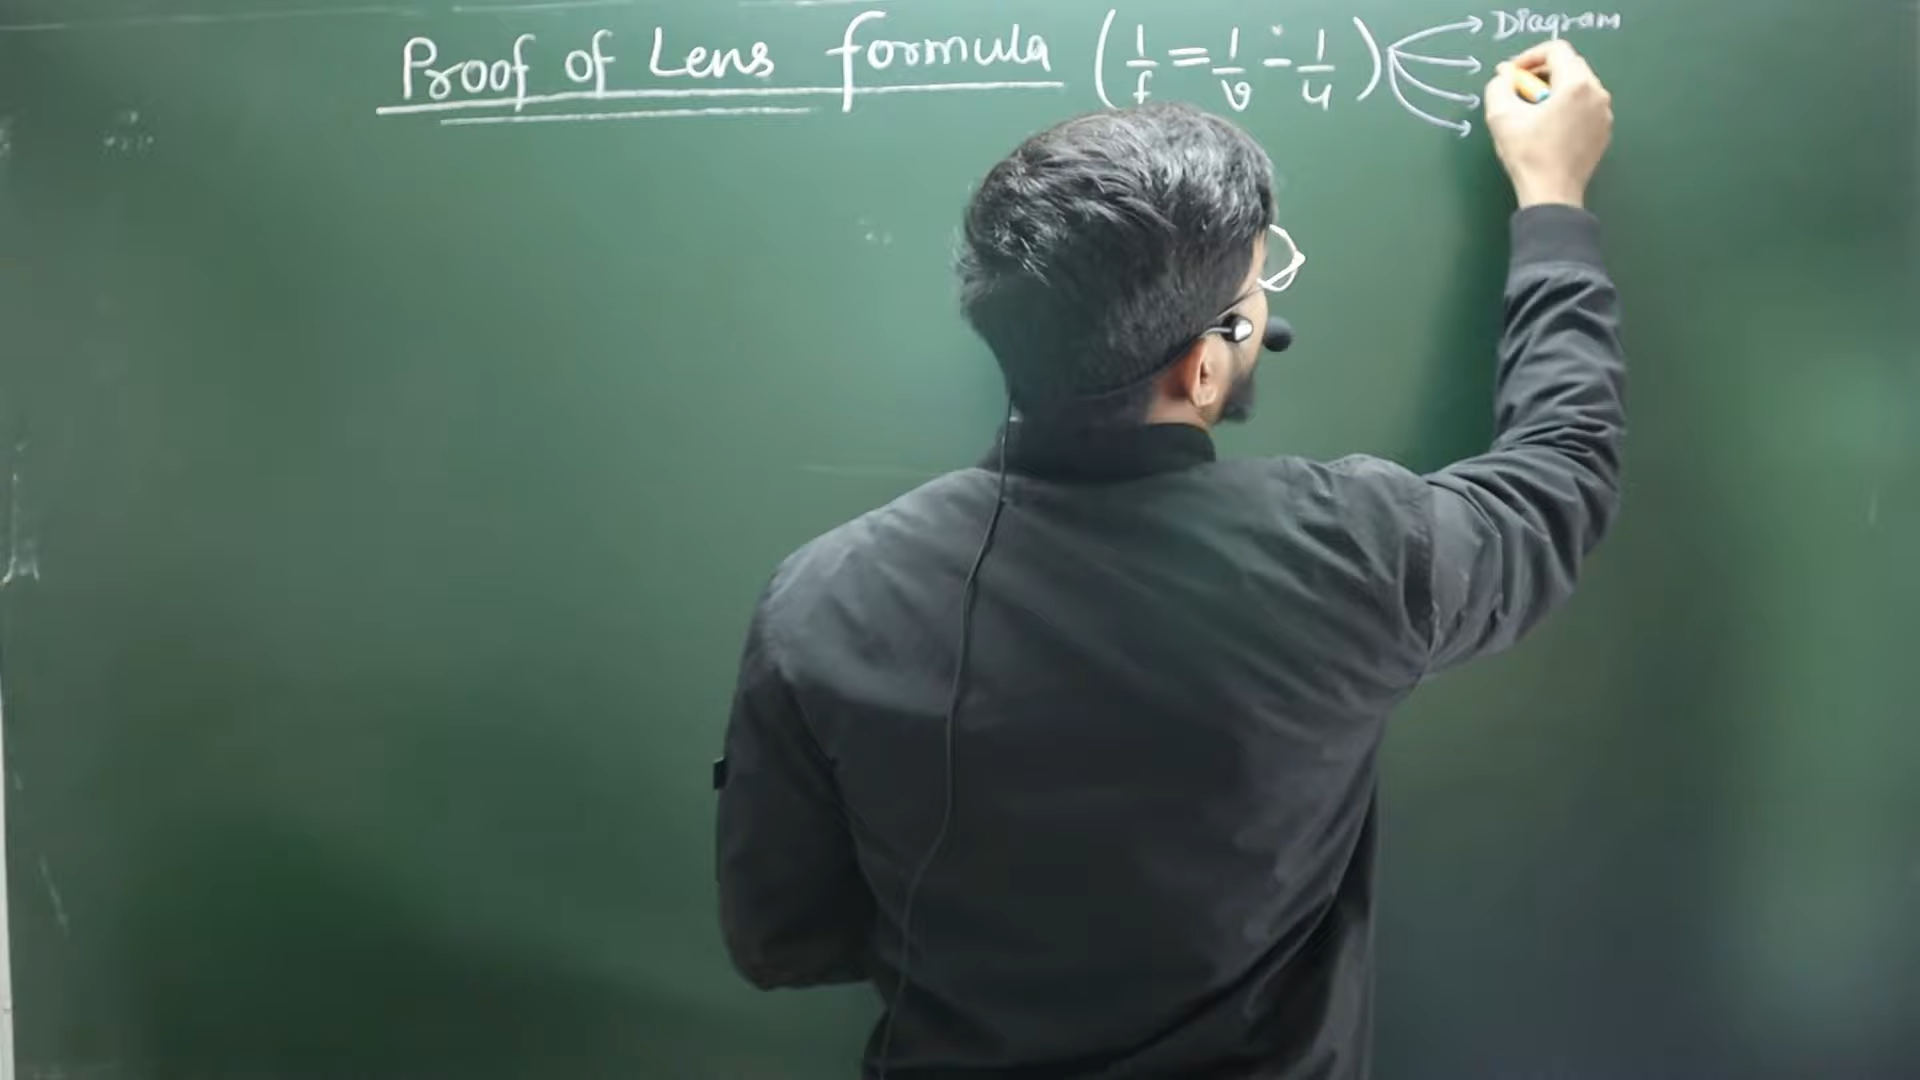 Proof of Lens formula (1/f = 1/v - 1/u) → Diagram